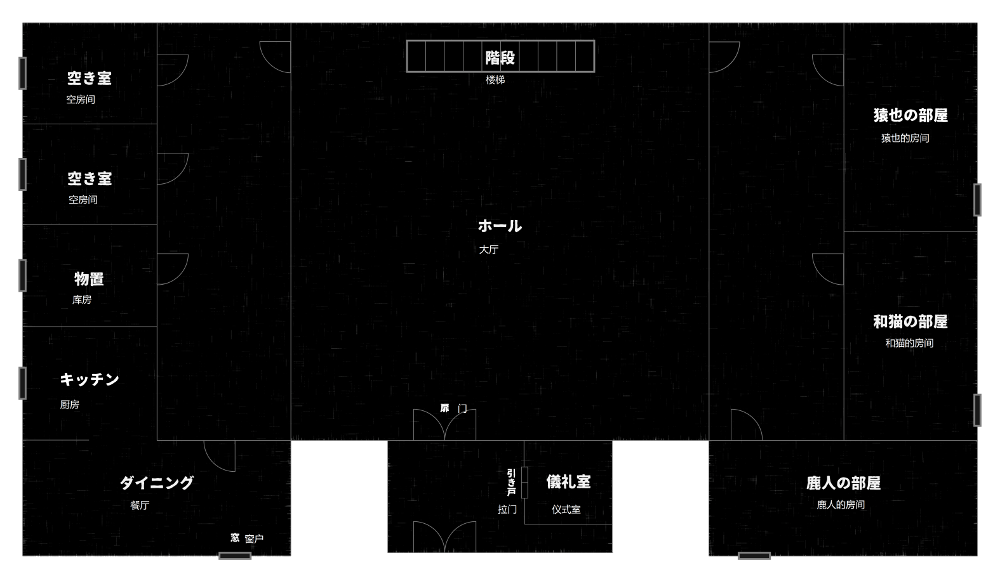 階段
楼梯
空き室
空房间
猿也の部屋
猿也的房间
空き室
空房间
ホール
大厅
物置
库房
和猫の部屋
和猫的房间
キッチン
厨房
扉 门
ダイニング
餐厅
引き戸
拉门
儀礼室
仪式室
鹿人の部屋
鹿人的房间
窓 窗户